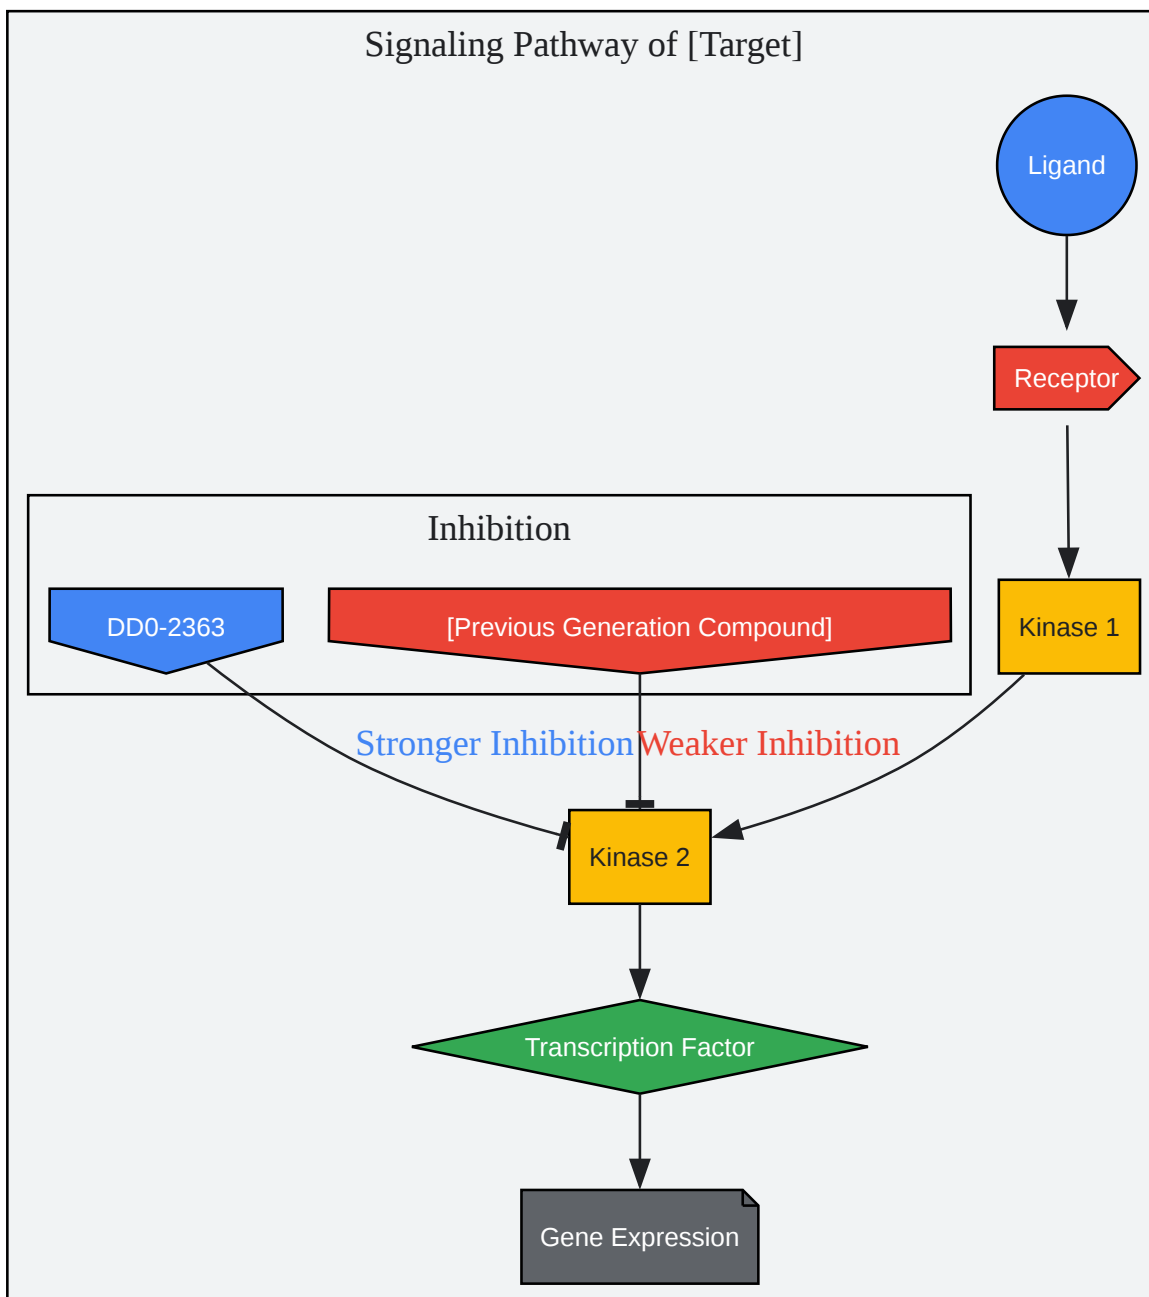 Signaling Pathway of [Target]
Ligand
Receptor
Inhibition
DD0-2363
[Previous Generation Compound]
Kinase 1
Stronger Inhibition
Weaker Inhibition
Kinase 2
Transcription Factor
Gene Expression